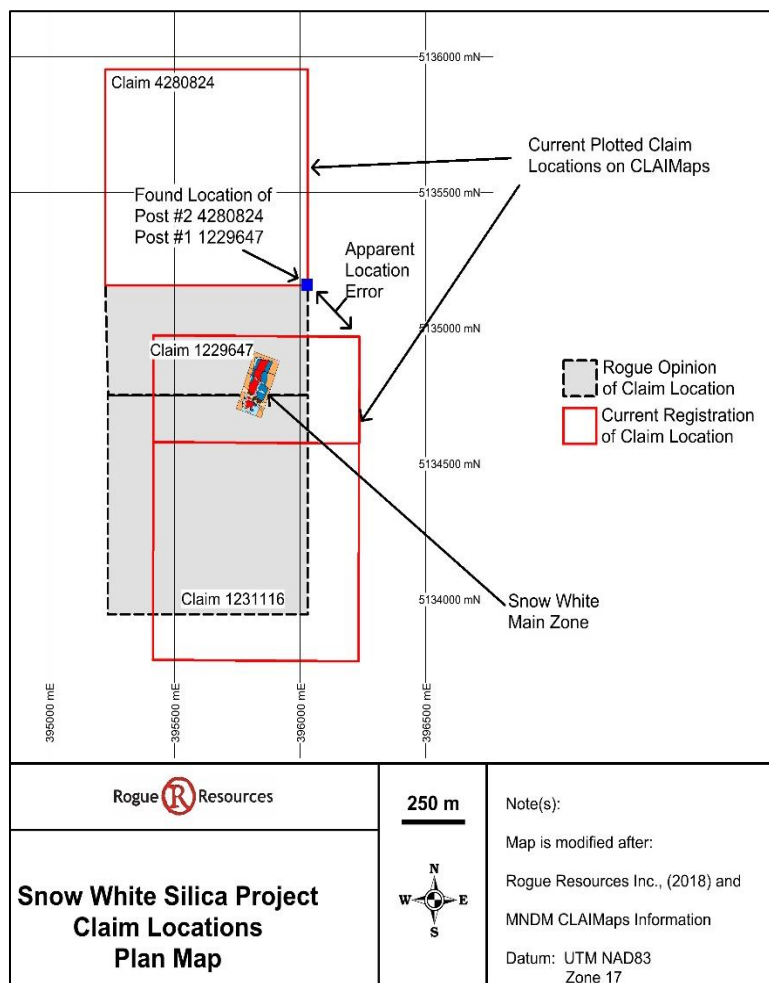 5136000 mN
Claim 4280824
Current Plotted Claim
Locations on CLAIMaps
5135500 mN
Found Location of
Post #2 4280824
Post #1 1229647
Apparent
Location
Error
5135000 mN
Claim 1229647
Rogue Opinion
of Claim Location
Current Registration
of Claim Location
5134500 mN
Claim 1231116
5134000 mN
Snow White
Main Zone
395000 mE
395500 mE
396000 mE
396500 mE
Rogue R Resources
250 m
N
W E
S
Snow White Silica Project
Claim Locations
Plan Map
Note(s):
Map is modified after:
Rogue Resources Inc., (2018) and
MNDM CLAIMaps Information
Datum: UTM NAD83
Zone 17